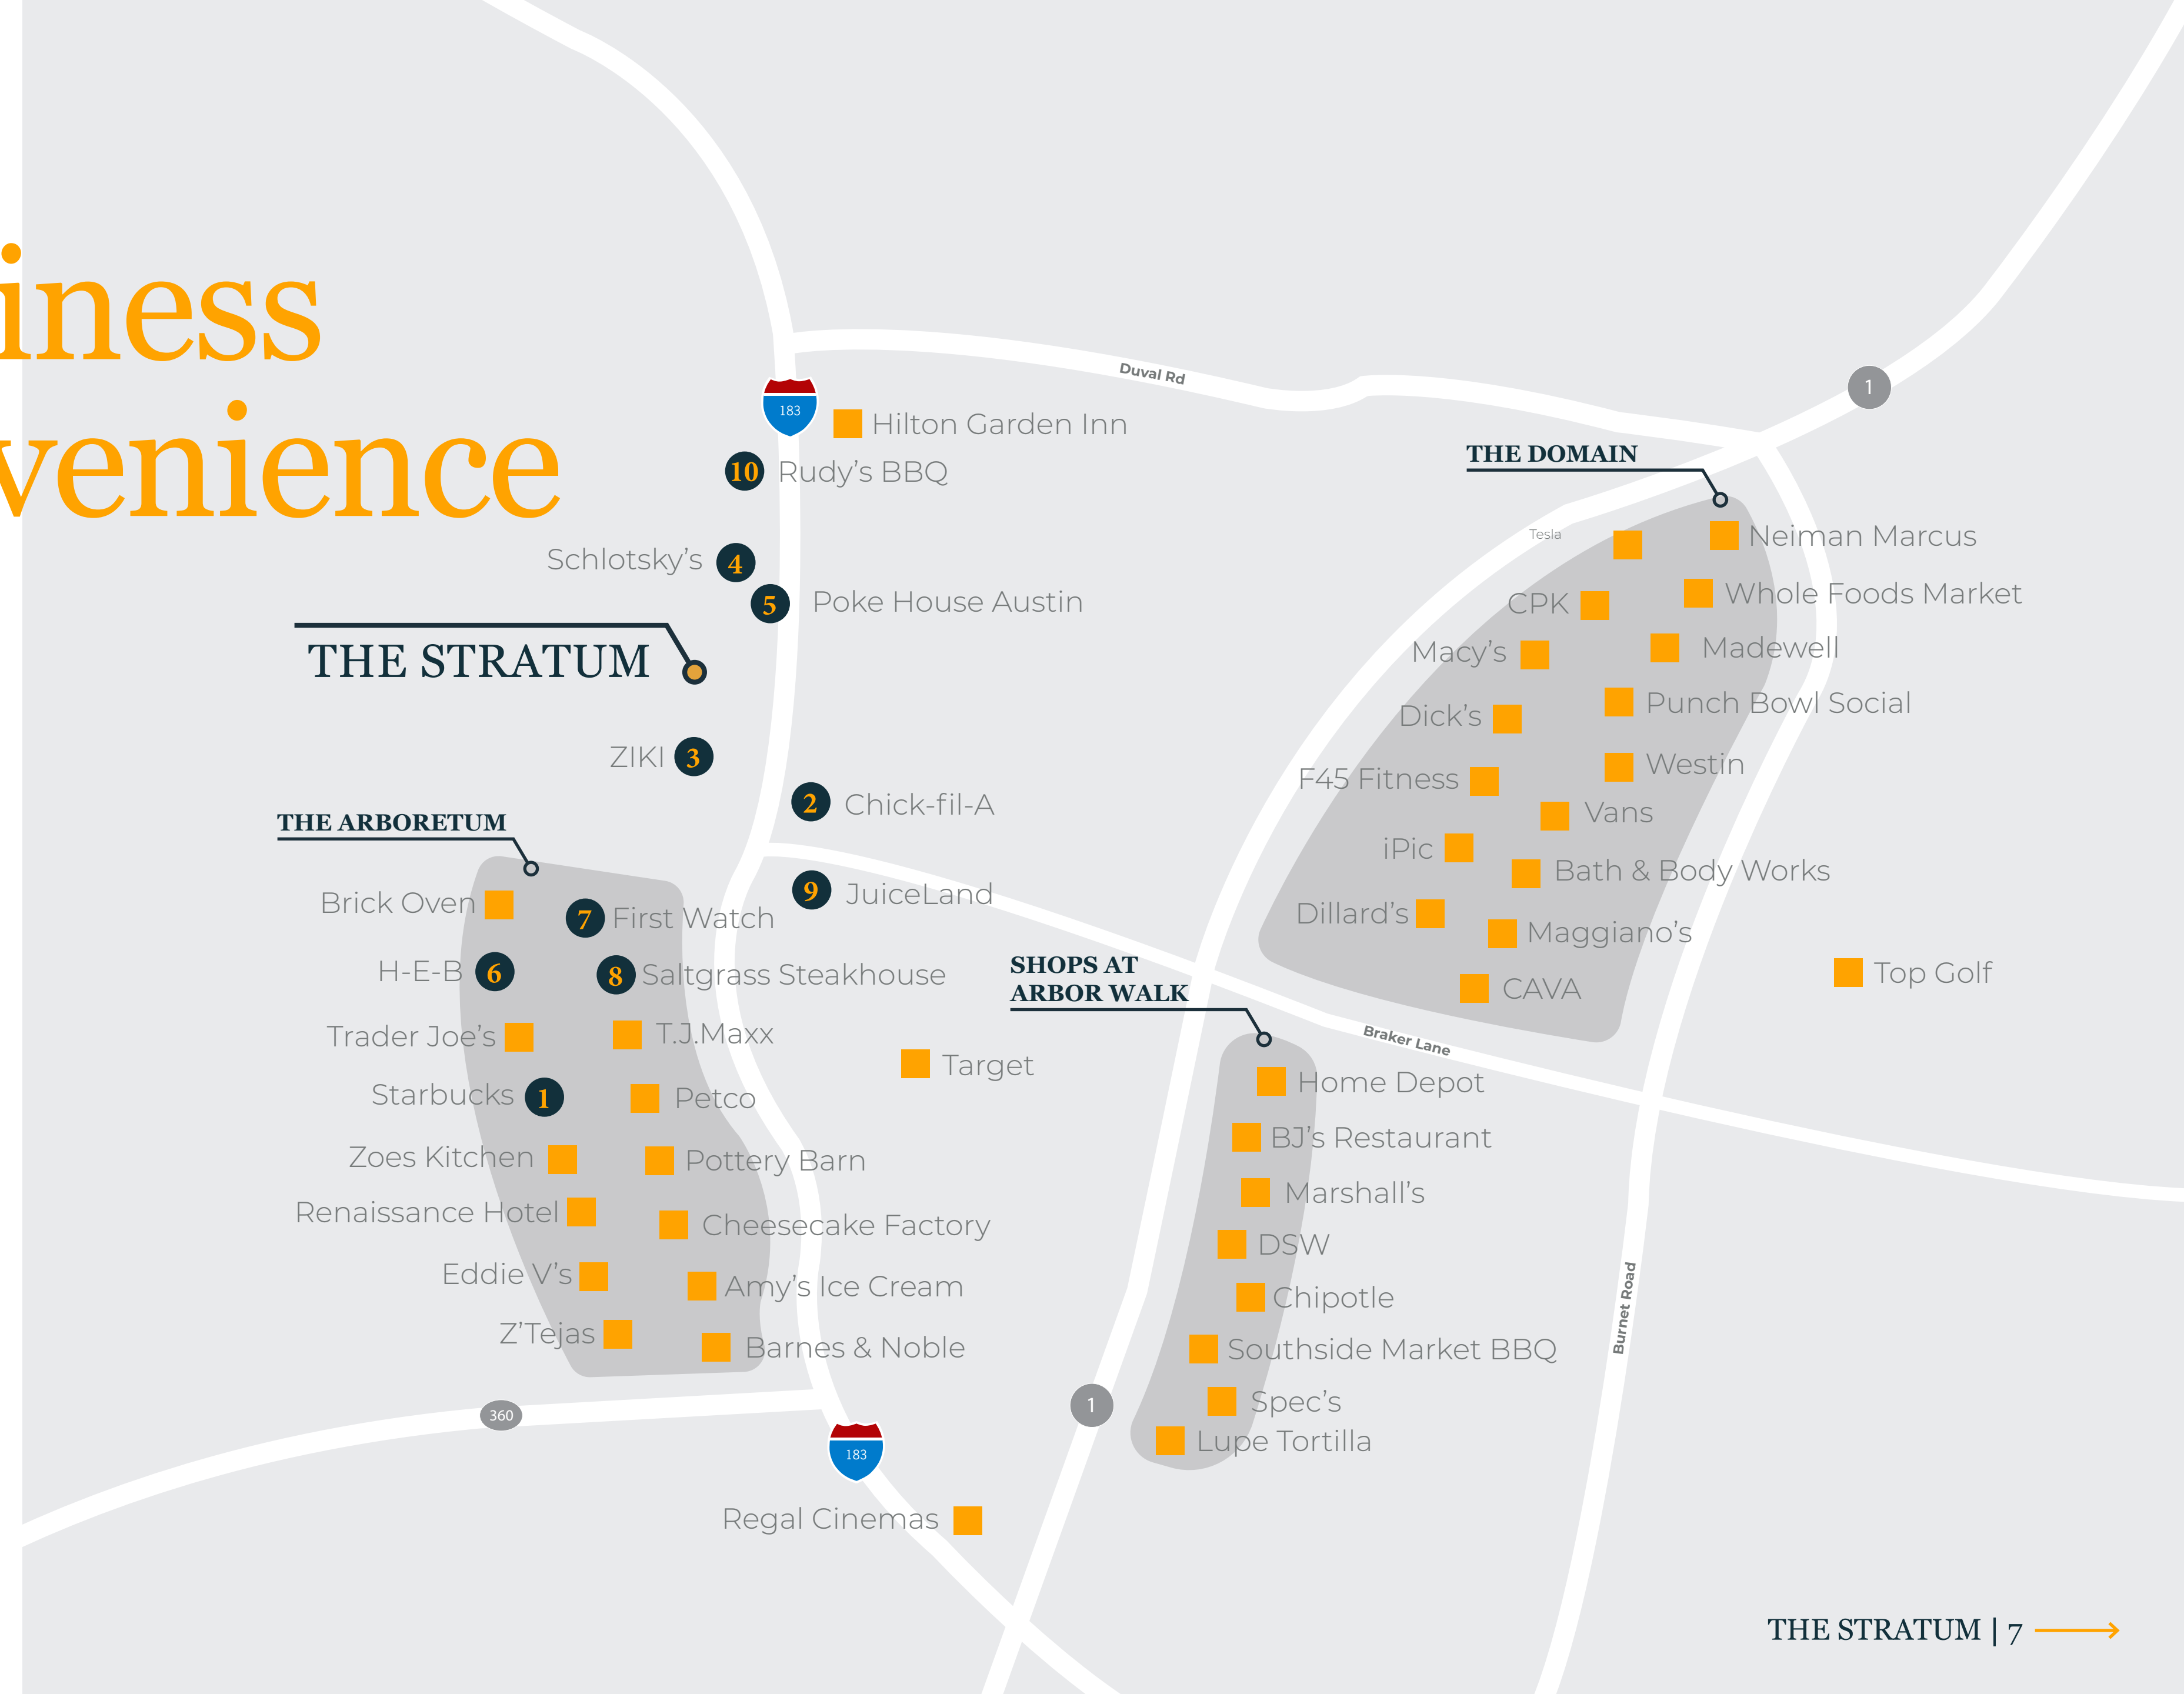 iness
venience
183
Duval Rd
1
Hilton Garden Inn
10 Rudy's BBQ
Schlotsky's 4
5 Poke House Austin
THE STRATUM
ZIKI 3
2 Chick-fil-A
9 JuiceLand
THE ARBORETUM
Brick Oven
7 First Watch
H-E-B 6
8 Saltgrass Steakhouse
Trader Joe's
T.J.Maxx
Starbucks 1
Petco
Zoes Kitchen
Pottery Barn
Renaissance Hotel
Cheesecake Factory
Eddie V's
Amy's Ice Cream
Z'Tejas
Barnes & Noble
Target
360
183
Regal Cinemas
THE DOMAIN
Tesla
Neiman Marcus
CPK
Whole Foods Market
Macy's
Madewell
Dick's
Punch Bowl Social
F45 Fitness
Westin
Vans
iPic
Bath & Body Works
Dillard's
Maggiano's
CAVA
Top Golf
SHOPS AT
ARBOR WALK
Braker Lane
Home Depot
BJ's Restaurant
Marshall's
DSW
Chipotle
Southside Market BBQ
Spec's
Lupe Tortilla
1
Burnet Road
THE STRATUM | 7